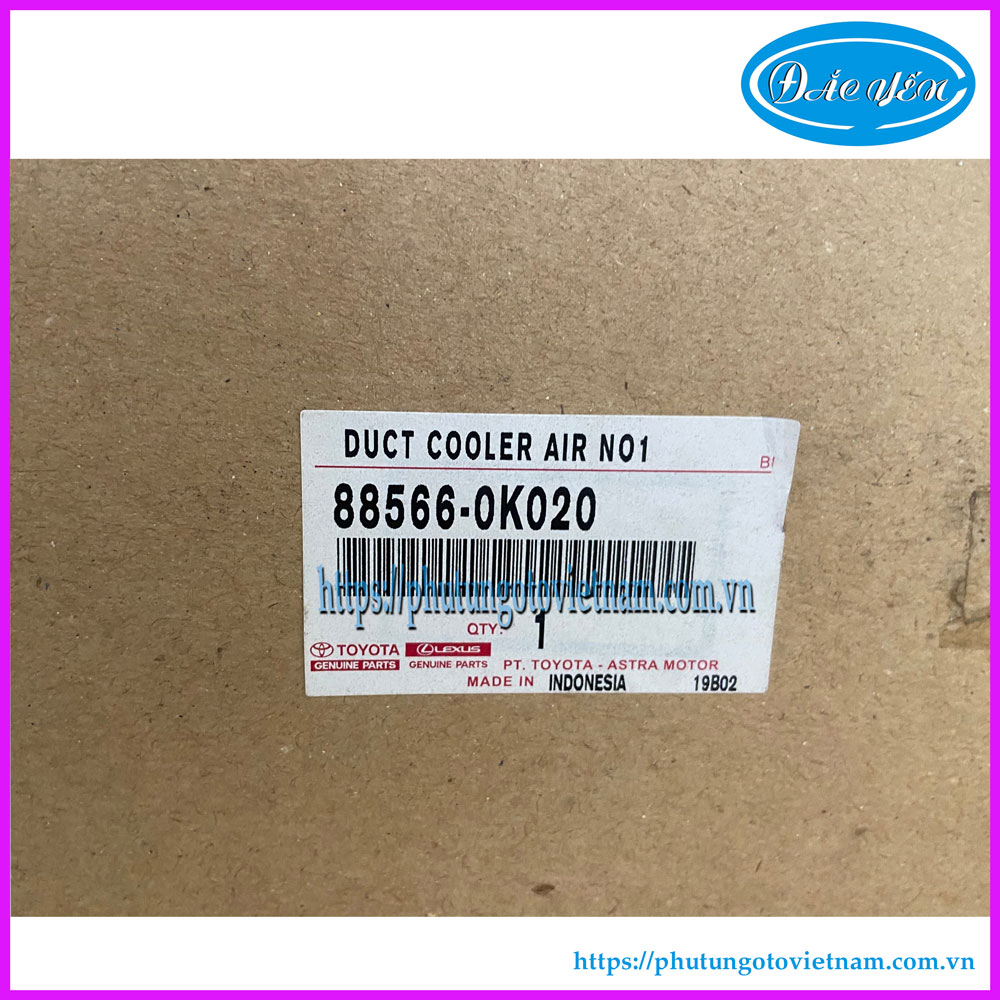 ĐẮC YẾN
DUCT COOLER AIR NO1
88566-0K020
https://phutungotovietnam.com.vn
QTY. 1
TOYOTA LEXUS
GENUINE PARTS GENUINE PARTS PT. TOYOTA - ASTRA MOTOR
MADE IN INDONESIA 19B02
https://phutungotovietnam.com.vn